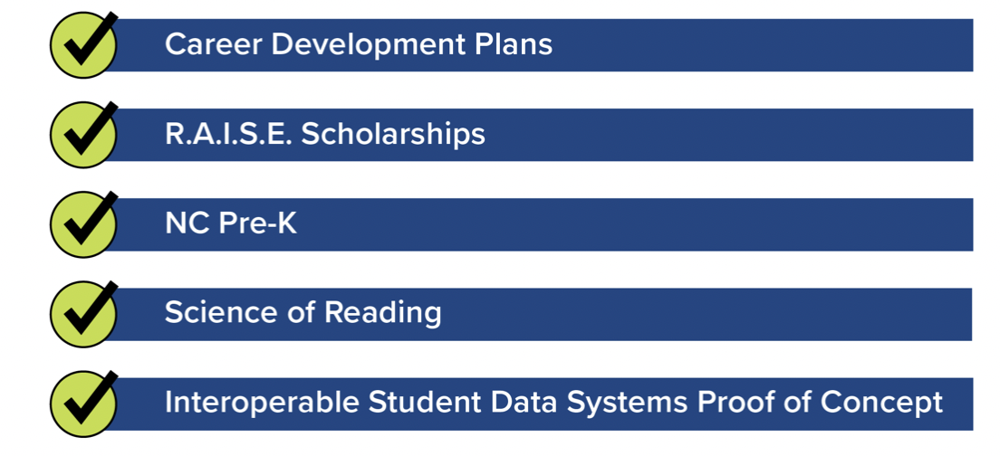 Career Development Plans
R.A.I.S.E. Scholarships
NC Pre-K
Science of Reading
Interoperable Student Data Systems Proof of Concept